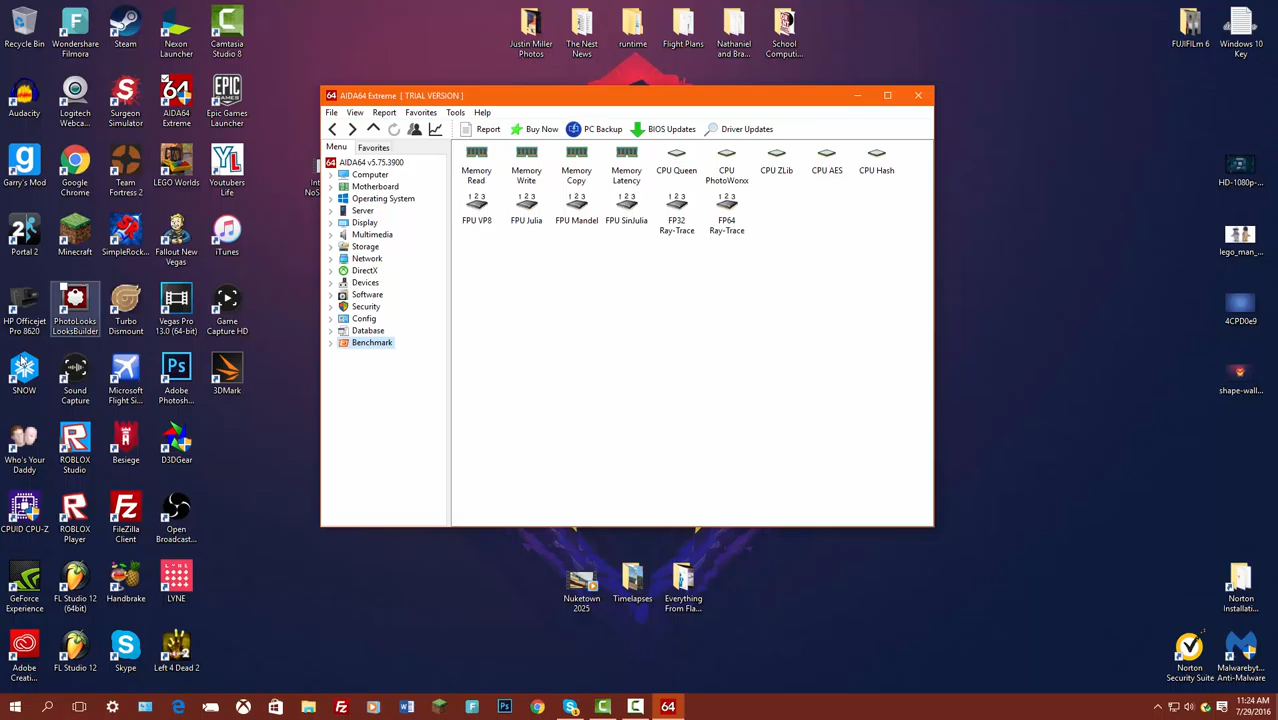 Recycle Bin
Wondershare
Filmora
Steam
Nexon
Launcher
Camtasia
Studio 8
Audacity
Logitech
Webca...
Surgeon
Simulator
AIDA64
Extreme
Epic Games
Launcher
Garry's Mod
Google
Chrome
Team
Fortress 2
LEGO Worlds
Youtubers
Life
Portal 2
Minecraft
SimpleRock...
Fallout New
Vegas
iTunes
HP Officejet
Pro 8620
PhotoLooks
LooksBuilder
Turbo
Dismount
Vegas Pro
13.0 (64-bit)
Game
Capture HD
SNOW
Sound
Capture
Microsoft
Flight Si...
Adobe
Photosh...
3DMark
Who's Your
Daddy
ROBLOX
Studio
Besiege
D3DGear
CPUID CPU-Z
ROBLOX
Player
FileZilla
Client
Open
Broadcast...
GeForce
Experience
FL Studio 12
(64bit)
Handbrake
LYNE
Adobe
Creati...
FL Studio 12
Skype
Left 4 Dead 2
Justin Miller
Photos
The Nest
News
runtime
Flight Plans
Nathaniel
and Bra...
School
Computi...
FUJIFILm 6
Windows 10
Key
HD-1080p-...
lego_man_...
4CPD0e9
shape-wall...
Norton
Installati...
Norton
Security Suite
Malwarebyt...
Anti-Malware
Nuketown
2025
Timelapses
Everything
From Fla...
64 AIDA64 Extreme [ TRIAL VERSION ]
File View Report Favorites Tools Help
Report Buy Now PC Backup BIOS Updates Driver Updates
Menu Favorites
AIDA64 v5.75.3900
Computer
Motherboard
Operating System
Server
Display
Multimedia
Storage
Network
DirectX
Devices
Software
Security
Config
Database
Benchmark
Memory
Read
Memory
Write
Memory
Copy
Memory
Latency
CPU Queen
CPU
PhotoWorxx
CPU ZLib
CPU AES
CPU Hash
FPU VP8
FPU Julia
FPU Mandel
FPU SinJulia
FP32
Ray-Trace
FP64
Ray-Trace
11:24 AM
7/29/2016